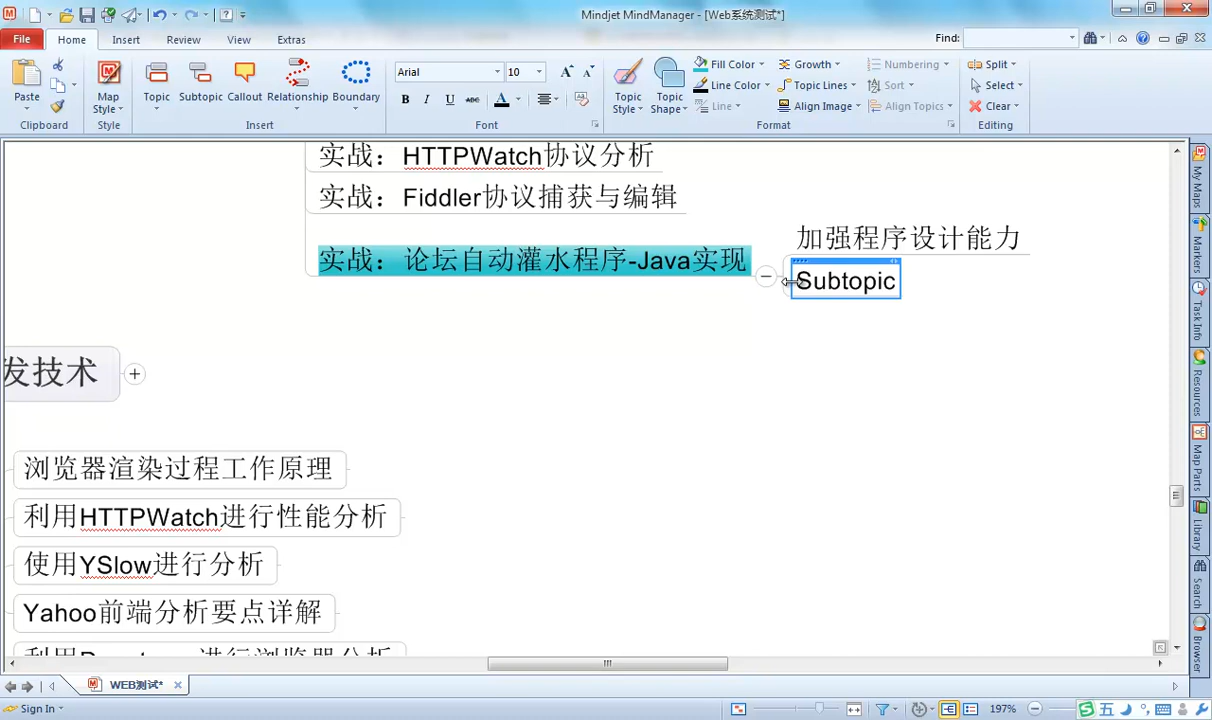 Mindjet MindManager - [Web系统测试*]
File Home Insert Review View Extras Find:
Paste Map Style Topic Subtopic Callout Relationship Boundary Arial 10 Topic Style Topic Shape Fill Color Growth Numbering Split
Line Color Topic Lines Sort Select
B I U abc A Line Align Image Align Topics Clear
Clipboard Style Insert Font Format Editing
实战：HTTPWatch协议分析
实战：Fiddler协议捕获与编辑
加强程序设计能力
实战：论坛自动灌水程序-Java实现
Subtopic
发技术
浏览器渲染过程工作原理
利用HTTPWatch进行性能分析
使用YSlow进行分析
Yahoo前端分析要点详解
My Maps
Markers
Task Info
Resources
Map Parts
Library
Search
Browser
WEB测试*
Sign In 197% 五